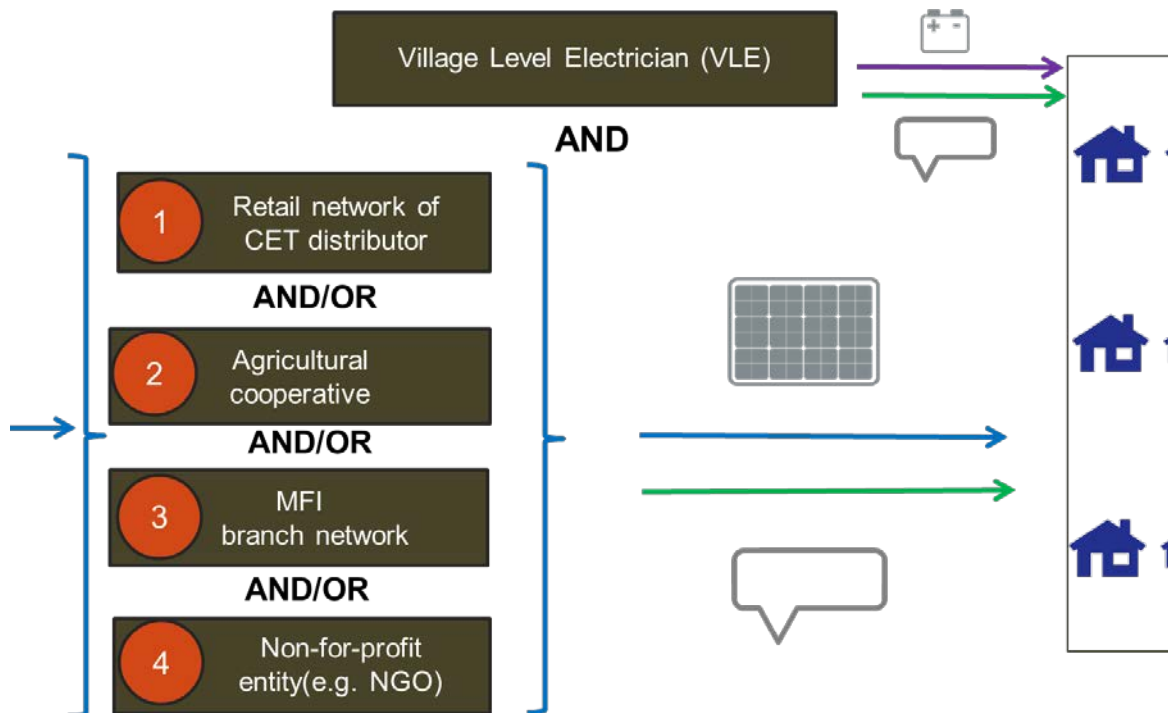 Village Level Electrician (VLE)
+ -
AND
1
Retail network of
CET distributor
AND/OR
2
Agricultural
cooperative
AND/OR
3
MFI
branch network
AND/OR
4
Non-for-profit
entity(e.g. NGO)